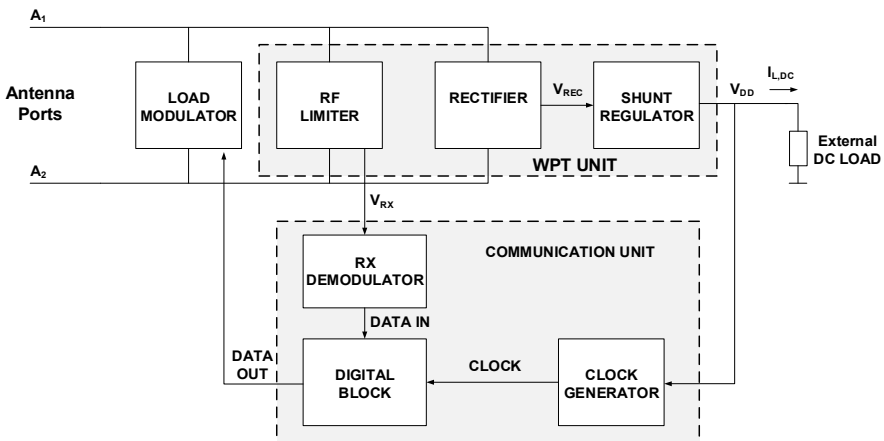 A1
Antenna
Ports
LOAD
MODULATOR
RF
LIMITER
RECTIFIER
VREC
SHUNT
REGULATOR
VDD
IL,DC
External
DC LOAD
WPT UNIT
A2
VRX
RX
DEMODULATOR
COMMUNICATION UNIT
DATA IN
DATA
OUT
DIGITAL
BLOCK
CLOCK
CLOCK
GENERATOR